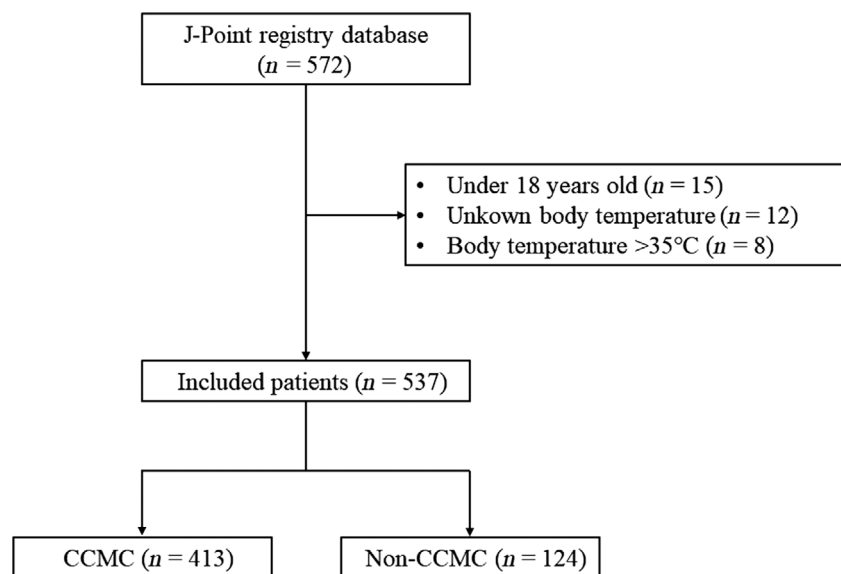 J-Point registry database
(n = 572)
• Under 18 years old (n = 15)
• Unkown body temperature (n = 12)
• Body temperature >35°C (n = 8)
Included patients (n = 537)
CCMC (n = 413)
Non-CCMC (n = 124)